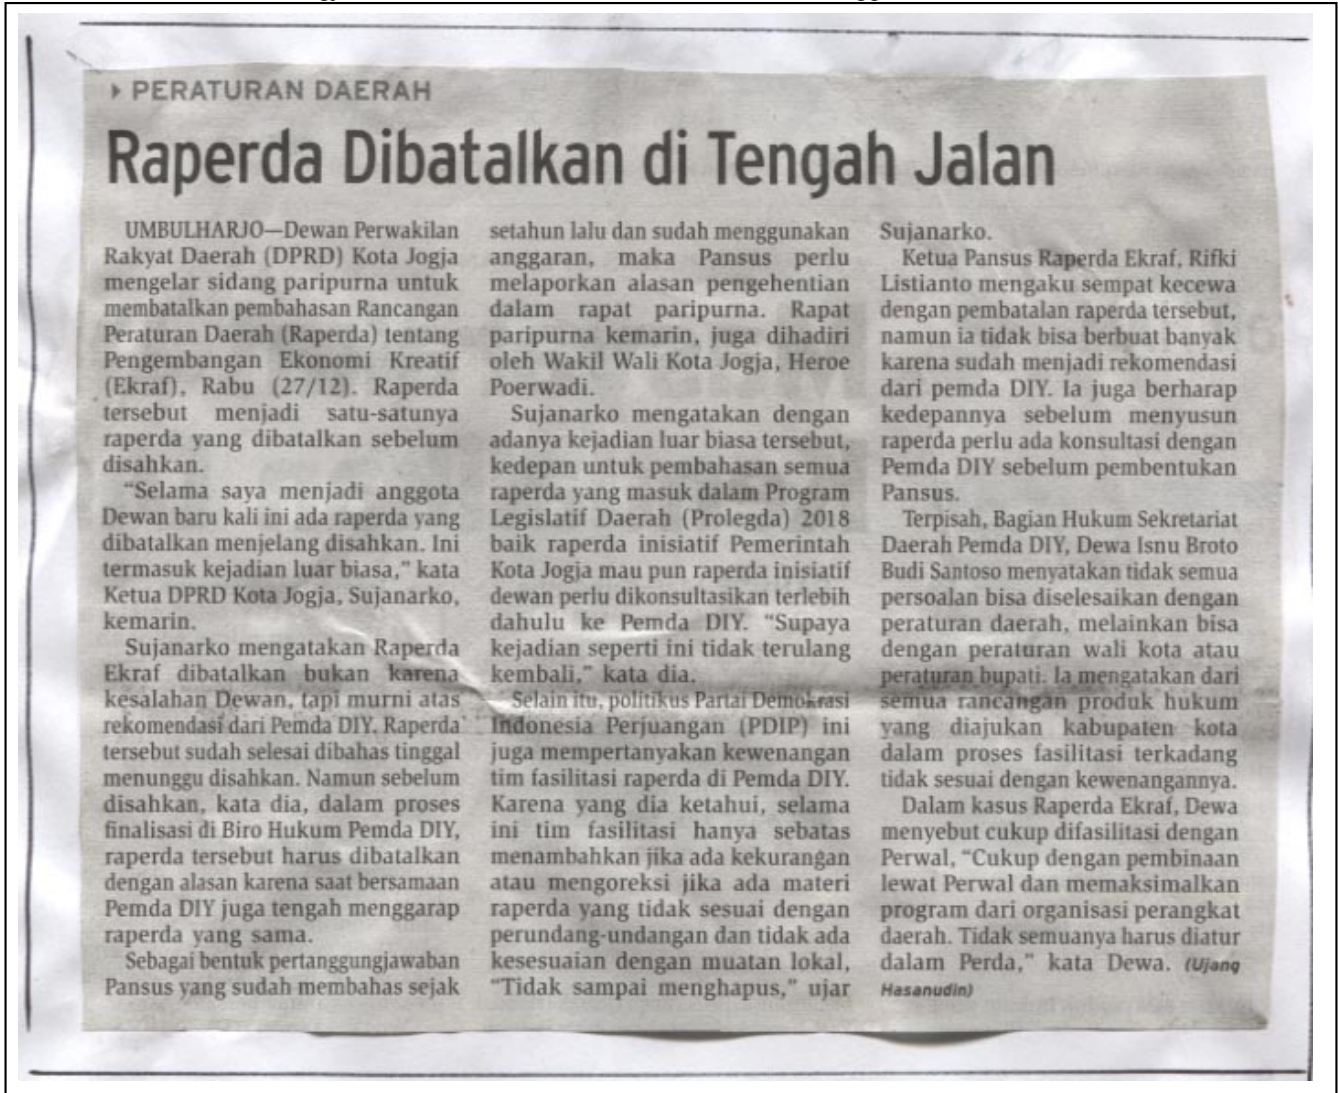 PERATURAN DAERAH
Raperda Dibatalkan di Tengah Jalan
UMBULHARJO—Dewan Perwakilan
Rakyat Daerah (DPRD) Kota Jogja
mengelar sidang paripurna untuk
membatalkan pembahasan Rancangan
Peraturan Daerah (Raperda) tentang
Pengembangan Ekonomi Kreatif
(Ekraf), Rabu (27/12). Raperda
tersebut menjadi satu-satunya
raperda yang dibatalkan sebelum
disahkan.
“Selama saya menjadi anggota
Dewan baru kali ini ada raperda yang
dibatalkan menjelang disahkan. Ini
termasuk kejadian luar biasa,” kata
Ketua DPRD Kota Jogja, Sujanarko,
kemarin.
Sujanarko mengatakan Raperda
Ekraf dibatalkan bukan karena
kesalahan Dewan, tapi murni atas
rekomendasi dari Pemda DIY. Raperda
tersebut sudah selesai dibahas tinggal
menunggu disahkan. Namun sebelum
disahkan, kata dia, dalam proses
finalisasi di Biro Hukum Pemda DIY,
raperda tersebut harus dibatalkan
dengan alasan karena saat bersamaan
Pemda DIY juga tengah menggarap
raperda yang sama.
Sebagai bentuk pertanggungjawaban
Pansus yang sudah membahas sejak
setahun lalu dan sudah menggunakan
anggaran, maka Pansus perlu
melaporkan alasan pengehentian
dalam rapat paripurna. Rapat
paripurna kemarin, juga dihadiri
oleh Wakil Wali Kota Jogja, Heroe
Poerwadi.
Sujanarko mengatakan dengan
adanya kejadian luar biasa tersebut,
kedepan untuk pembahasan semua
raperda yang masuk dalam Program
Legislatif Daerah (Prolegda) 2018
baik raperda inisiatif Pemerintah
Kota Jogja mau pun raperda inisiatif
dewan perlu dikonsultasikan terlebih
dahulu ke Pemda DIY. “Supaya
kejadian seperti ini tidak terulang
kembali,” kata dia.
Selain itu, politikus Partai Demokrasi
Indonesia Perjuangan (PDIP) ini
juga mempertanyakan kewenangan
tim fasilitasi raperda di Pemda DIY.
Karena yang dia ketahui, selama
ini tim fasilitasi hanya sebatas
menambahkan jika ada kekurangan
atau mengoreksi jika ada materi
raperda yang tidak sesuai dengan
perundang-undangan dan tidak ada
kesesuaian dengan muatan lokal,
“Tidak sampai menghapus,” ujar
Sujanarko.
Ketua Pansus Raperda Ekraf, Rifki
Listianto mengaku sempat kecewa
dengan pembatalan raperda tersebut,
namun ia tidak bisa berbuat banyak
karena sudah menjadi rekomendasi
dari pemda DIY. Ia juga berharap
kedepannya sebelum menyusun
raperda perlu ada konsultasi dengan
Pemda DIY sebelum pembentukan
Pansus.
Terpisah, Bagian Hukum Sekretariat
Daerah Pemda DIY, Dewa Isnu Broto
Budi Santoso menyatakan tidak semua
persoalan bisa diselesaikan dengan
peraturan daerah, melainkan bisa
dengan peraturan wali kota atau
peraturan bupati. Ia mengatakan dari
semua rancangan produk hukum
yang diajukan kabupaten kota
dalam proses fasilitasi terkadang
tidak sesuai dengan kewenangannya.
Dalam kasus Raperda Ekraf, Dewa
menyebut cukup difasilitasi dengan
Perwal, “Cukup dengan pembinaan
lewat Perwal dan memaksimalkan
program dari organisasi perangkat
daerah. Tidak semuanya harus diatur
dalam Perda,” kata Dewa. (Ujang
Hasanudin)